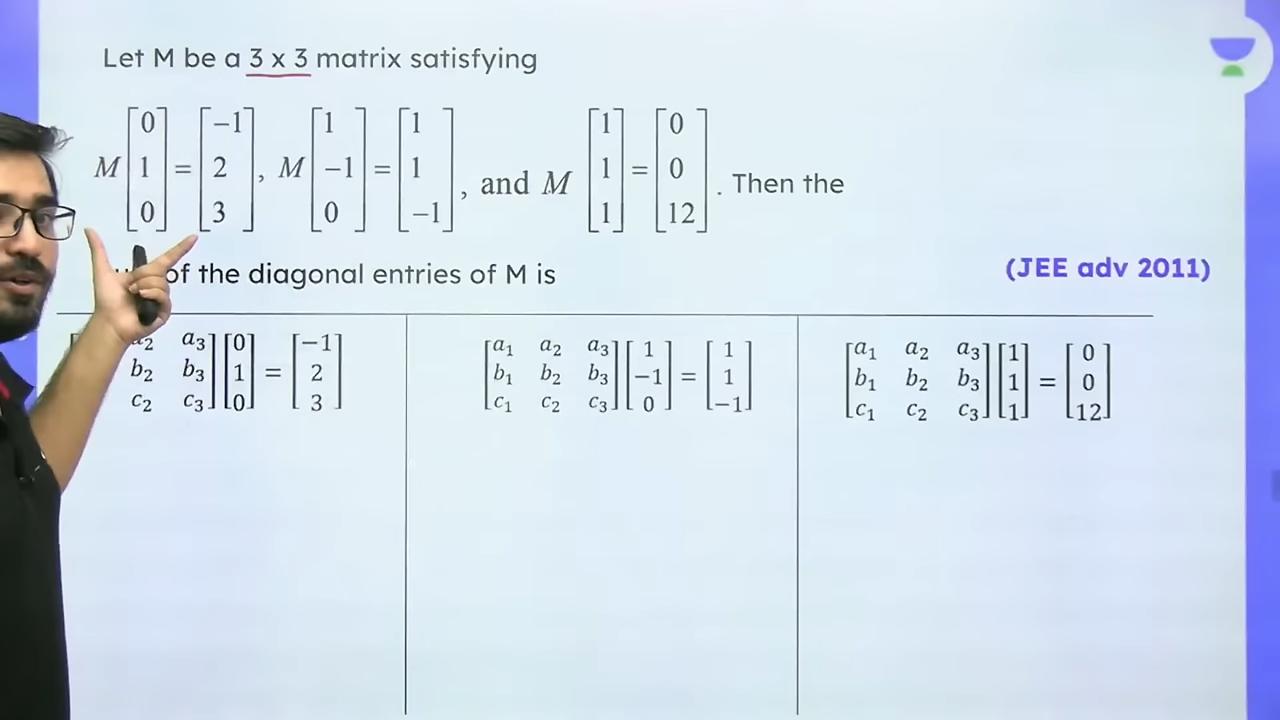 Let M be a 3 x 3 matrix satisfying
M [0 1 0] = [−1 2 3], M [1 −1 0] = [1 1 −1], and M [1 1 1] = [0 0 12]. Then the
of the diagonal entries of M is (JEE adv 2011)
a₃ [0 [−1
b₂ b₃ 1 = 2
c₂ c₃] 0] 3]
[a₁ a₂ a₃ [1 [1
b₁ b₂ b₃ −1 = 1
c₁ c₂ c₃] 0] −1]
[a₁ a₂ a₃ [1 [0
b₁ b₂ b₃ 1 = 0
c₁ c₂ c₃] 1] 12]